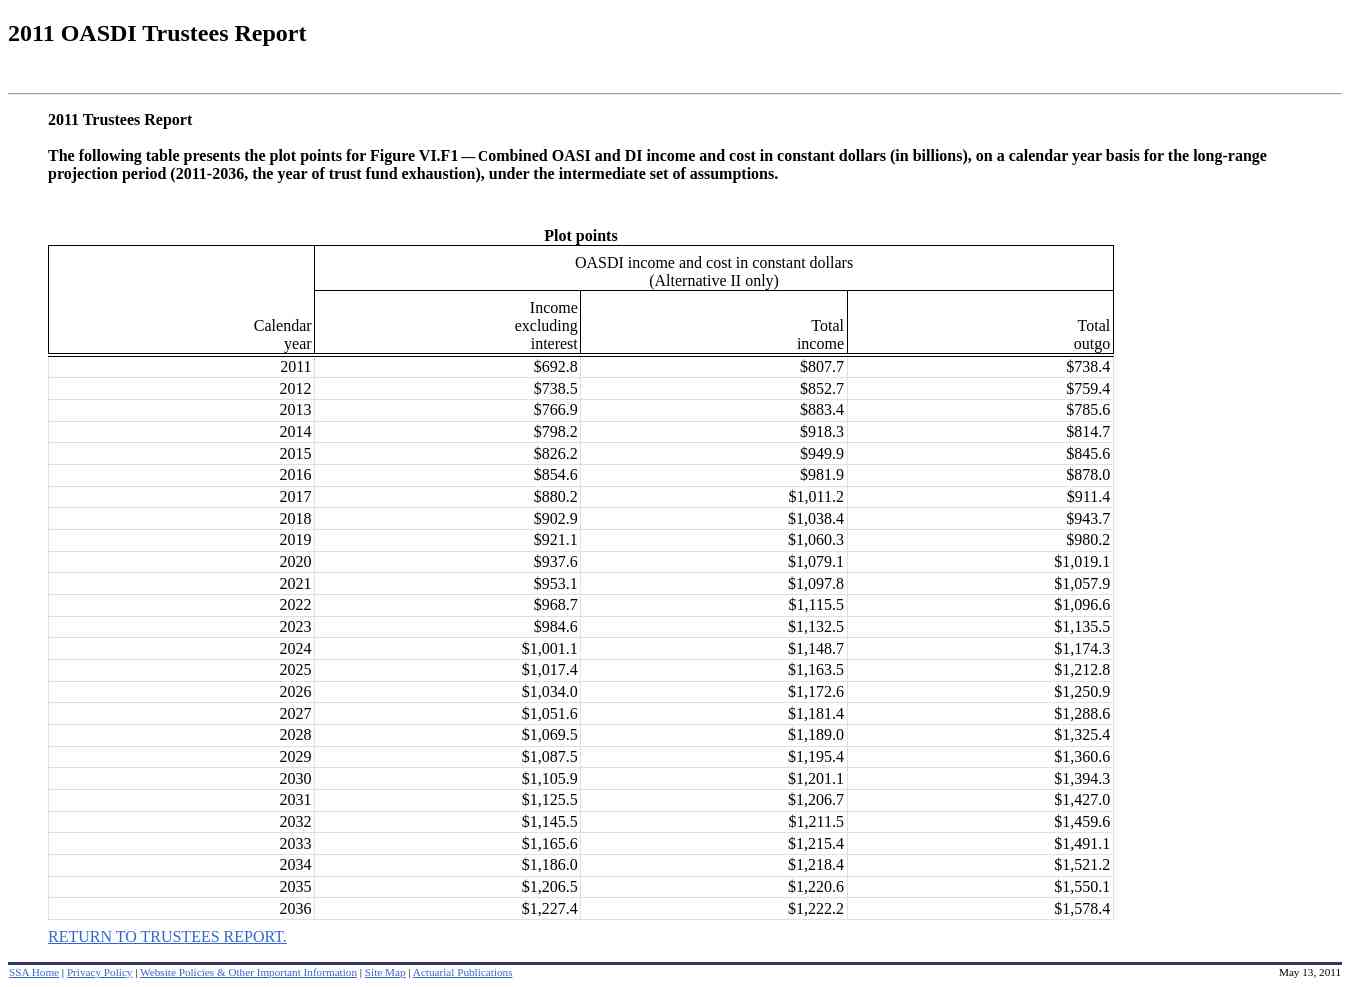 2011 OASDI Trustees Report
2011 Trustees Report
The following table presents the plot points for Figure VI.F1 — Combined OASI and DI income and cost in constant dollars (in billions), on a calendar year basis for the long-range
projection period (2011-2036, the year of trust fund exhaustion), under the intermediate set of assumptions.
Plot points
OASDI income and cost in constant dollars
(Alternative II only)
Calendar year Income excluding interest Total income Total outgo
2011 $692.8 $807.7 $738.4
2012 $738.5 $852.7 $759.4
2013 $766.9 $883.4 $785.6
2014 $798.2 $918.3 $814.7
2015 $826.2 $949.9 $845.6
2016 $854.6 $981.9 $878.0
2017 $880.2 $1,011.2 $911.4
2018 $902.9 $1,038.4 $943.7
2019 $921.1 $1,060.3 $980.2
2020 $937.6 $1,079.1 $1,019.1
2021 $953.1 $1,097.8 $1,057.9
2022 $968.7 $1,115.5 $1,096.6
2023 $984.6 $1,132.5 $1,135.5
2024 $1,001.1 $1,148.7 $1,174.3
2025 $1,017.4 $1,163.5 $1,212.8
2026 $1,034.0 $1,172.6 $1,250.9
2027 $1,051.6 $1,181.4 $1,288.6
2028 $1,069.5 $1,189.0 $1,325.4
2029 $1,087.5 $1,195.4 $1,360.6
2030 $1,105.9 $1,201.1 $1,394.3
2031 $1,125.5 $1,206.7 $1,427.0
2032 $1,145.5 $1,211.5 $1,459.6
2033 $1,165.6 $1,215.4 $1,491.1
2034 $1,186.0 $1,218.4 $1,521.2
2035 $1,206.5 $1,220.6 $1,550.1
2036 $1,227.4 $1,222.2 $1,578.4
RETURN TO TRUSTEES REPORT.
SSA Home | Privacy Policy | Website Policies & Other Important Information | Site Map | Actuarial Publications May 13, 2011